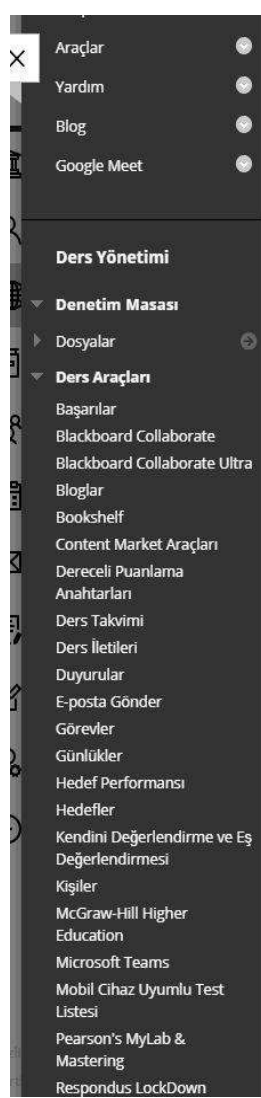 Araçlar
Yardım
Blog
Google Meet
Ders Yönetimi
Denetim Masası
Dosyalar
Ders Araçları
Başarılar
Blackboard Collaborate
Blackboard Collaborate Ultra
Bloglar
Bookshelf
Content Market Araçları
Dereceli Puanlama
Anahtarları
Ders Takvimi
Ders İletileri
Duyurular
E-posta Gönder
Görevler
Günlükler
Hedef Performansı
Hedefler
Kendini Değerlendirme ve Eş
Değerlendirmesi
Kişiler
McGraw-Hill Higher
Education
Microsoft Teams
Mobil Cihaz Uyumlu Test
Listesi
Pearson's MyLab &
Mastering
Respondus LockDown